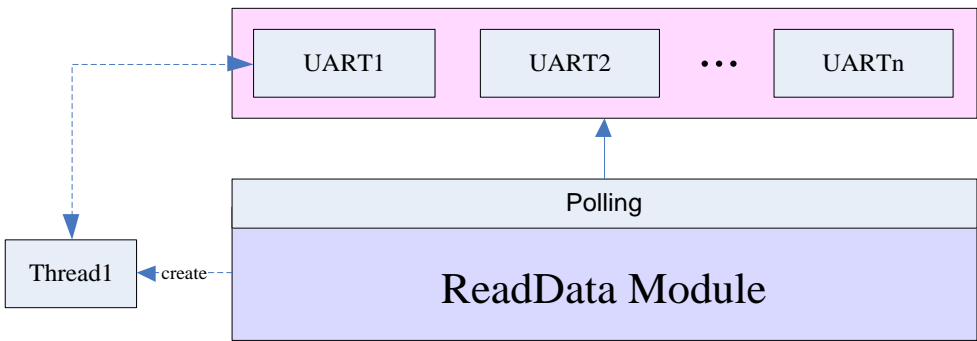 UART1
UART2
...
UARTn
Polling
Thread1
create
ReadData Module